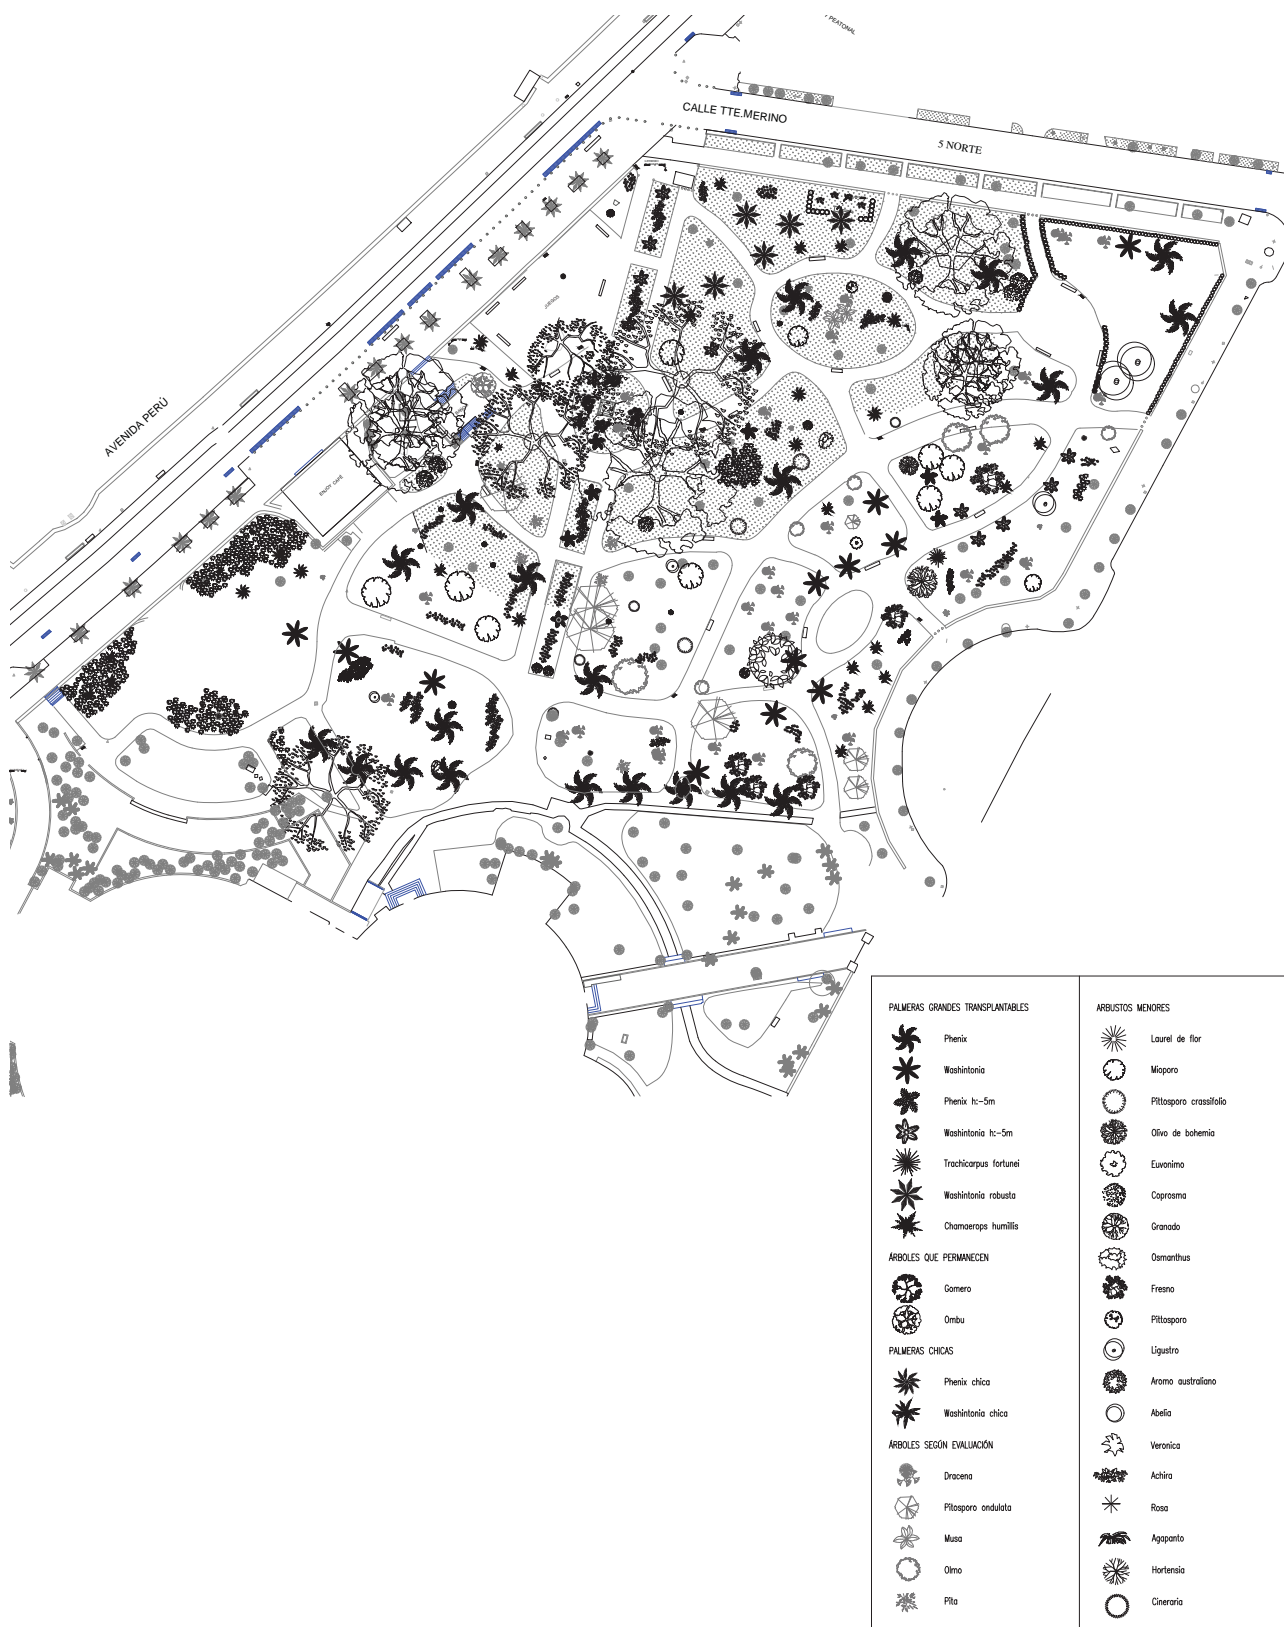 PEATONAL
CALLE TTE.MERINO
5 NORTE
JUEGOS
AVENIDA PERÚ
ENJOY CAFE
PALMERAS GRANDES TRANSPLANTABLES
Phenix
Washintonia
Phenix h:-5m
Washintonia h:-5m
Trachicarpus fortunei
Washintonia robusta
Chamaerops humillis
ÁRBOLES QUE PERMANECEN
Gomero
Ombu
PALMERAS CHICAS
Phenix chica
Washintonia chica
ÁRBOLES SEGÚN EVALUACIÓN
Dracena
Pitosporo ondulata
Musa
Olmo
Pita
ARBUSTOS MENORES
Laurel de flor
Mioporo
Pittosporo crassifolio
Olivo de bohemia
Euvonimo
Coprosma
Granado
Osmanthus
Fresno
Pittosporo
Ligustro
Aromo australiano
Abelia
Veronica
Achira
Rosa
Agapanto
Hortensia
Cineraria